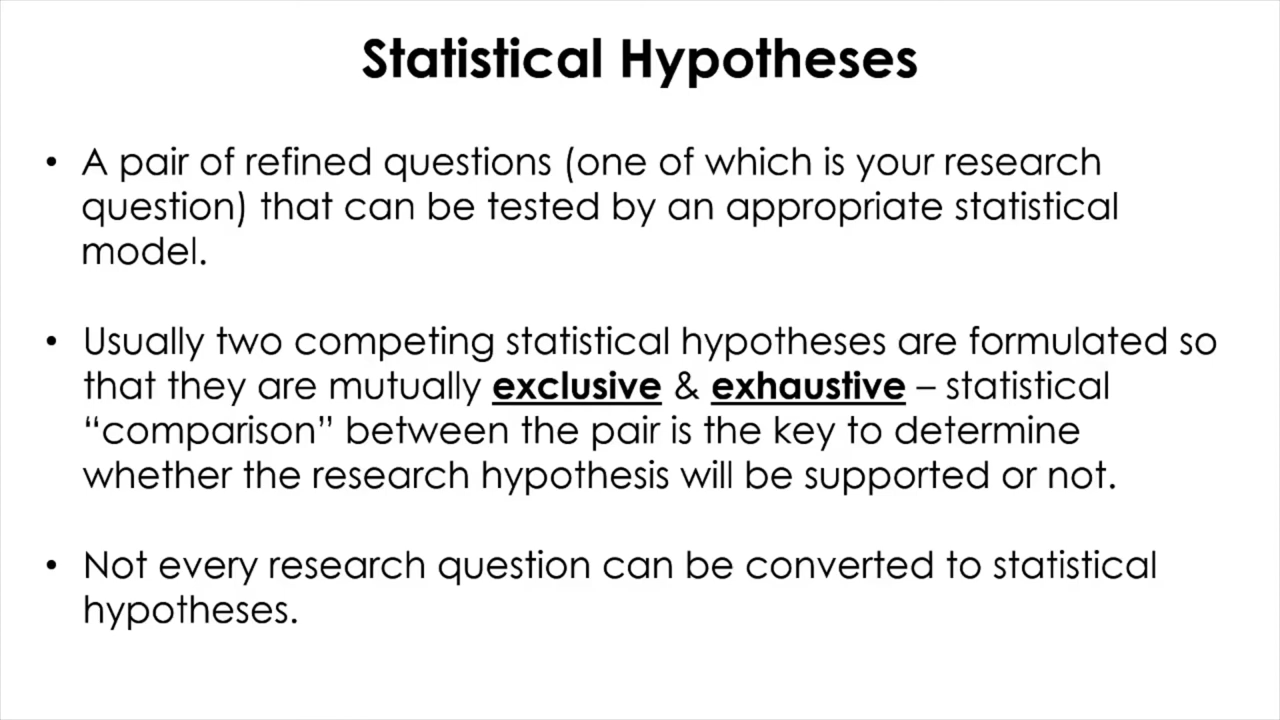 Statistical Hypotheses
• A pair of refined questions (one of which is your research
question) that can be tested by an appropriate statistical
model.
• Usually two competing statistical hypotheses are formulated so
that they are mutually exclusive & exhaustive – statistical
“comparison” between the pair is the key to determine
whether the research hypothesis will be supported or not.
• Not every research question can be converted to statistical
hypotheses.